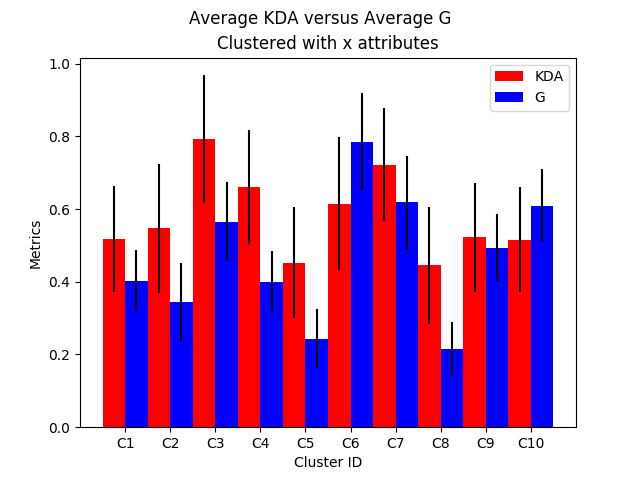 Average KDA versus Average G
Clustered with x attributes
KDA
G
1.0
0.8
0.6
0.4
0.2
0.0
Metrics
C1 C2 C3 C4 C5 C6 C7 C8 C9 C10
Cluster ID